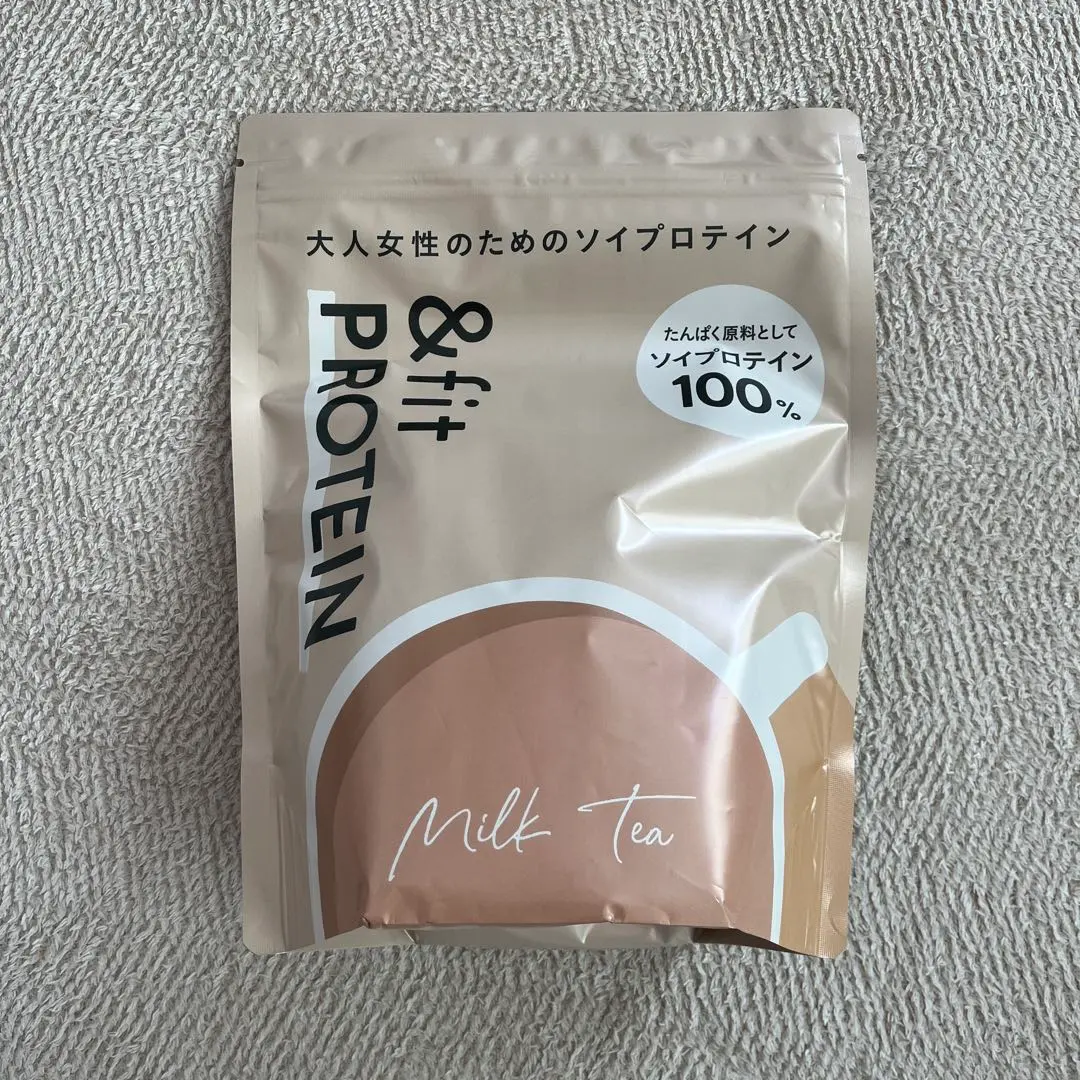 大人女性のためのソイプロテイン
&fit
PROTEIN
たんぱく原料として
ソイプロテイン
100%
Milk Tea